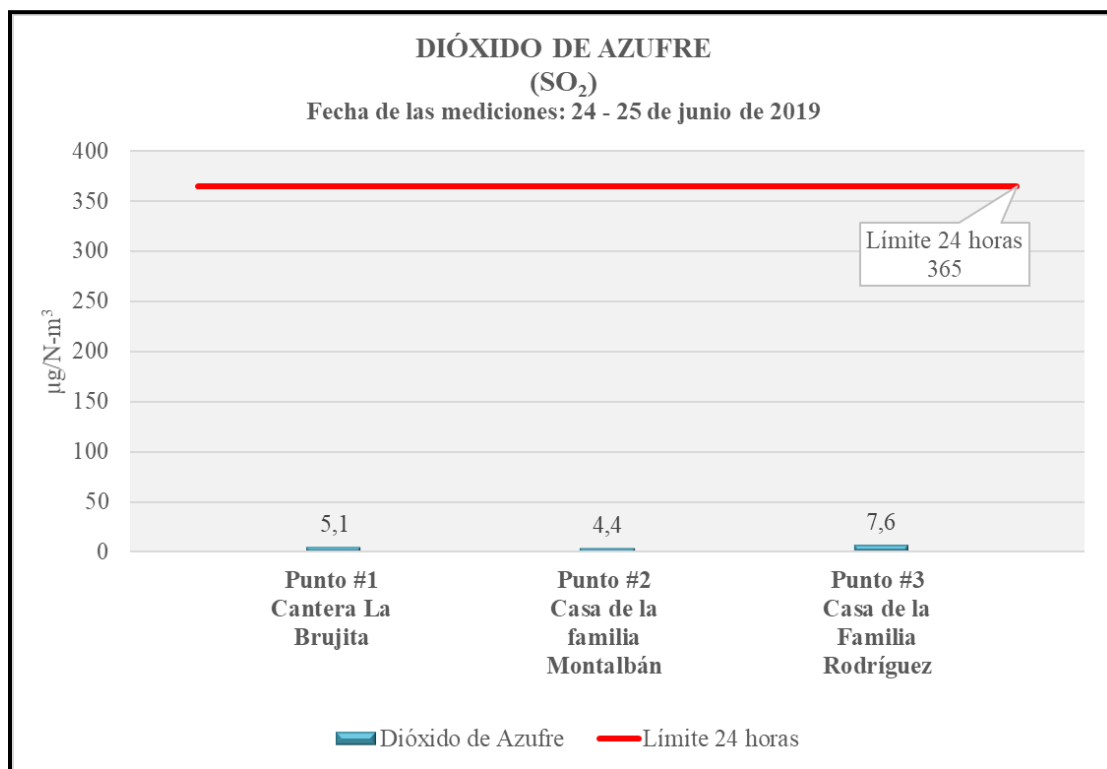 DIÓXIDO DE AZUFRE
(SO₂)
Fecha de las mediciones: 24 - 25 de junio de 2019
400
350
300
250
200
150
100
50
0
µg/N-m³
Límite 24 horas
365
5,1
4,4
7,6
Punto #1
Cantera La
Brujita
Punto #2
Casa de la
familia
Montalbán
Punto #3
Casa de la
Familia
Rodríguez
Dióxido de Azufre
Límite 24 horas